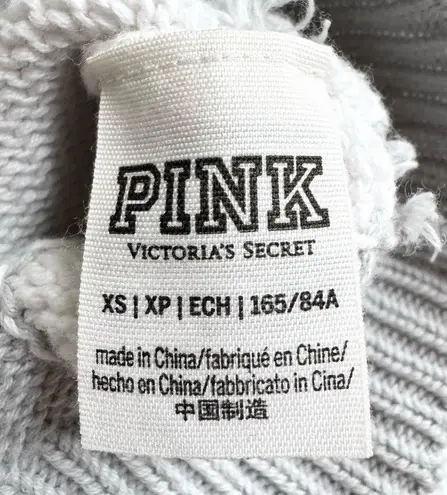 PINK
VICTORIA'S SECRET
XS | XP | ECH | 165/84A
made in China/fabriqué en Chine/
hecho en China/fabbricato in Cina/
中国制造